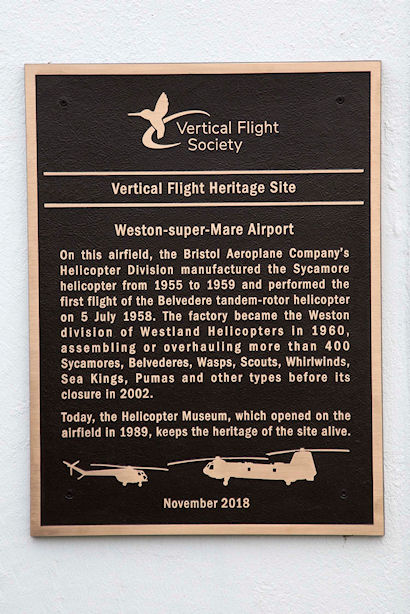 Vertical Flight
Society
Vertical Flight Heritage Site
Weston-super-Mare Airport
On this airfield, the Bristol Aeroplane Company's
Helicopter Division manufactured the Sycamore
helicopter from 1955 to 1959 and performed the
first flight of the Belvedere tandem-rotor helicopter
on 5 July 1958. The factory became the Weston
division of Westland Helicopters in 1960,
assembling or overhauling more than 400
Sycamores, Belvederes, Wasps, Scouts, Whirlwinds,
Sea Kings, Pumas and other types before its
closure in 2002.
Today, the Helicopter Museum, which opened on the
airfield in 1989, keeps the heritage of the site alive.
November 2018